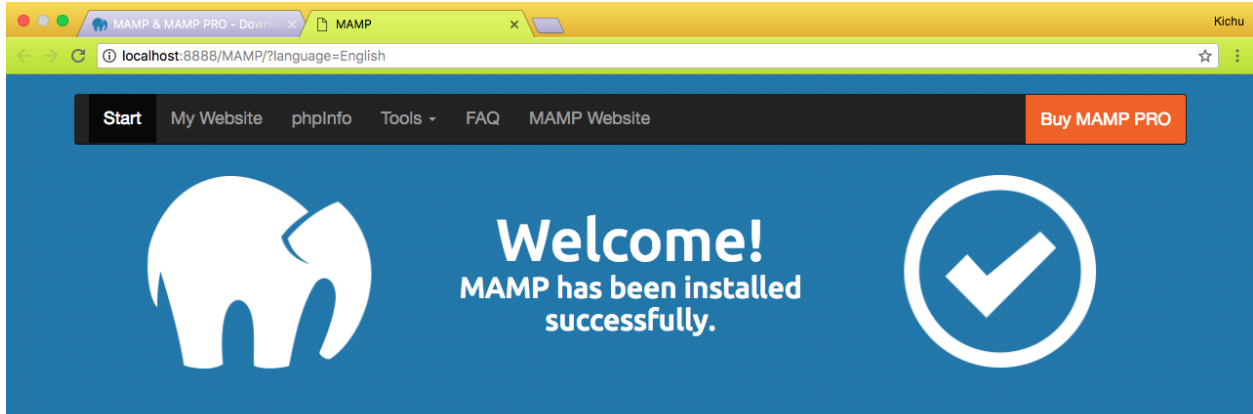 MAMP & MAMP PRO - Down
MAMP
Kichu
localhost:8888/MAMP/?language=English
Start My Website phpInfo Tools FAQ MAMP Website Buy MAMP PRO
Welcome!
MAMP has been installed
successfully.